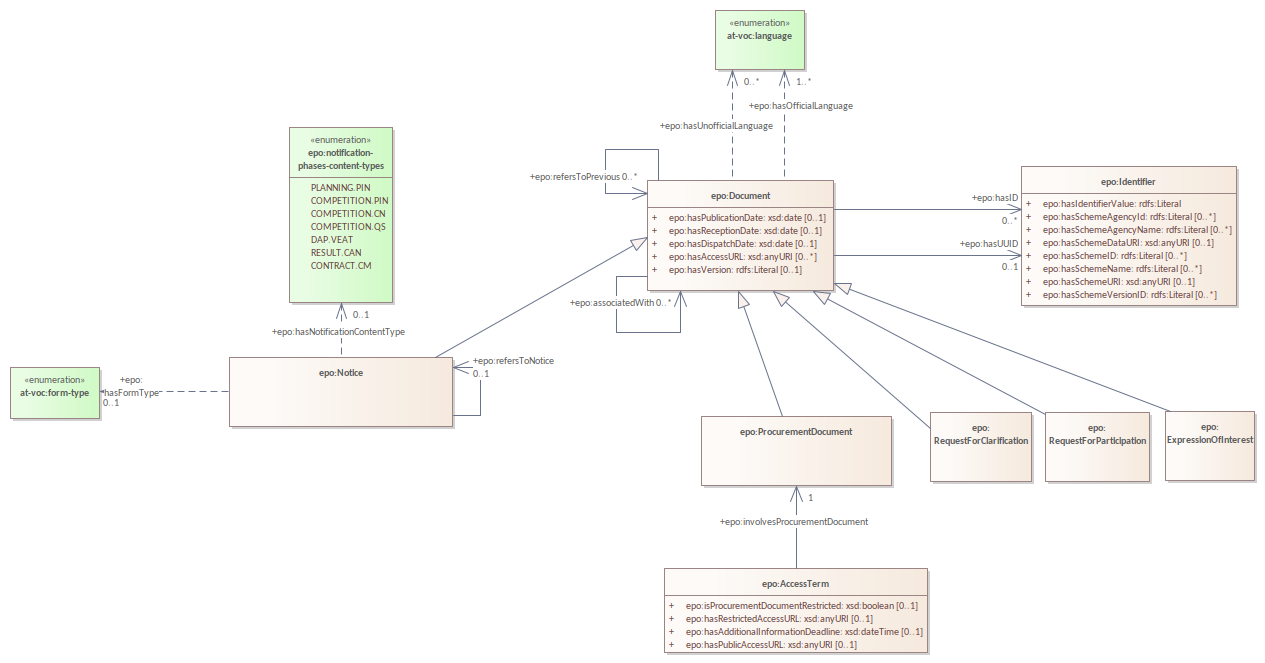 «enumeration»
at-voc:language
0..*
1..*
+epo:hasOfficialLanguage
+epo:hasUnofficialLanguage
«enumeration»
epo:notification-
phases-content-types
PLANNING.PIN
COMPETITION.PIN
COMPETITION.CN
COMPETITION.QS
DAP.VEAT
RESULT.CAN
CONTRACT.CM
0..1
+epo:hasNotificationContentType
+epo:refersToPrevious 0..*
epo:Document
+ epo:hasPublicationDate: xsd:date [0..1]
+ epo:hasReceptionDate: xsd:date [0..1]
+ epo:hasDispatchDate: xsd:date [0..1]
+ epo:hasAccessURL: xsd:anyURI [0..*]
+ epo:hasVersion: rdfs:Literal [0..1]
+epo:associatedWith 0..*
+epo:hasID
0..*
+epo:hasUUID
0..1
epo:Identifier
+ epo:hasIdentifierValue: rdfs:Literal
+ epo:hasSchemeAgencyId: rdfs:Literal [0..*]
+ epo:hasSchemeAgencyName: rdfs:Literal [0..*]
+ epo:hasSchemeDataURI: xsd:anyURI [0..1]
+ epo:hasSchemeID: rdfs:Literal [0..*]
+ epo:hasSchemeName: rdfs:Literal [0..*]
+ epo:hasSchemeURI: xsd:anyURI [0..1]
+ epo:hasSchemeVersionID: rdfs:Literal [0..*]
«enumeration»
at-voc:form-type
+epo:
hasFormType
0..1
epo:Notice
+epo:refersToNotice
0..1
epo:ProcurementDocument
epo:
RequestForClarification
epo:
RequestForParticipation
epo:
ExpressionOfInterest
1
+epo:involvesProcurementDocument
epo:AccessTerm
+ epo:isProcurementDocumentRestricted: xsd:boolean [0..1]
+ epo:hasRestrictedAccessURL: xsd:anyURI [0..1]
+ epo:hasAdditionalInformationDeadline: xsd:dateTime [0..1]
+ epo:hasPublicAccessURL: xsd:anyURI [0..1]